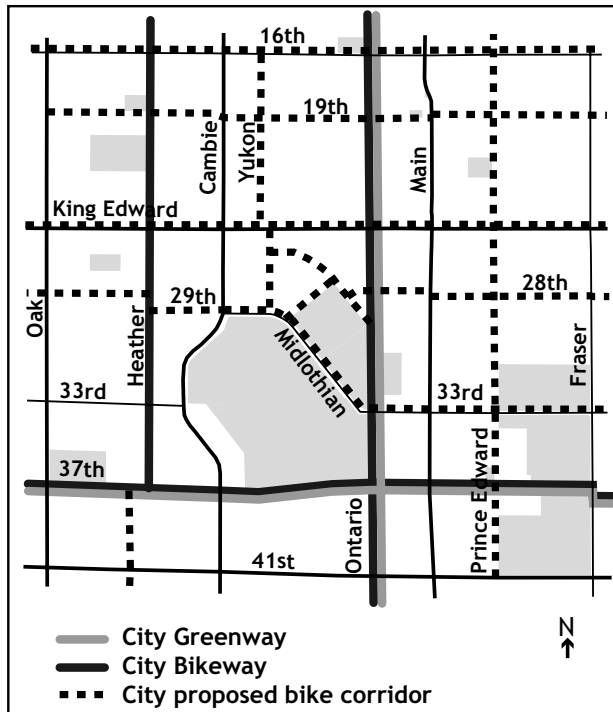 16th
19th
Cambie
Yukon
Main
King Edward
28th
29th
Oak
Heather
Midlothian
Fraser
33rd
33rd
37th
Prince Edward
Ontario
41st
N
City Greenway
City Bikeway
City proposed bike corridor